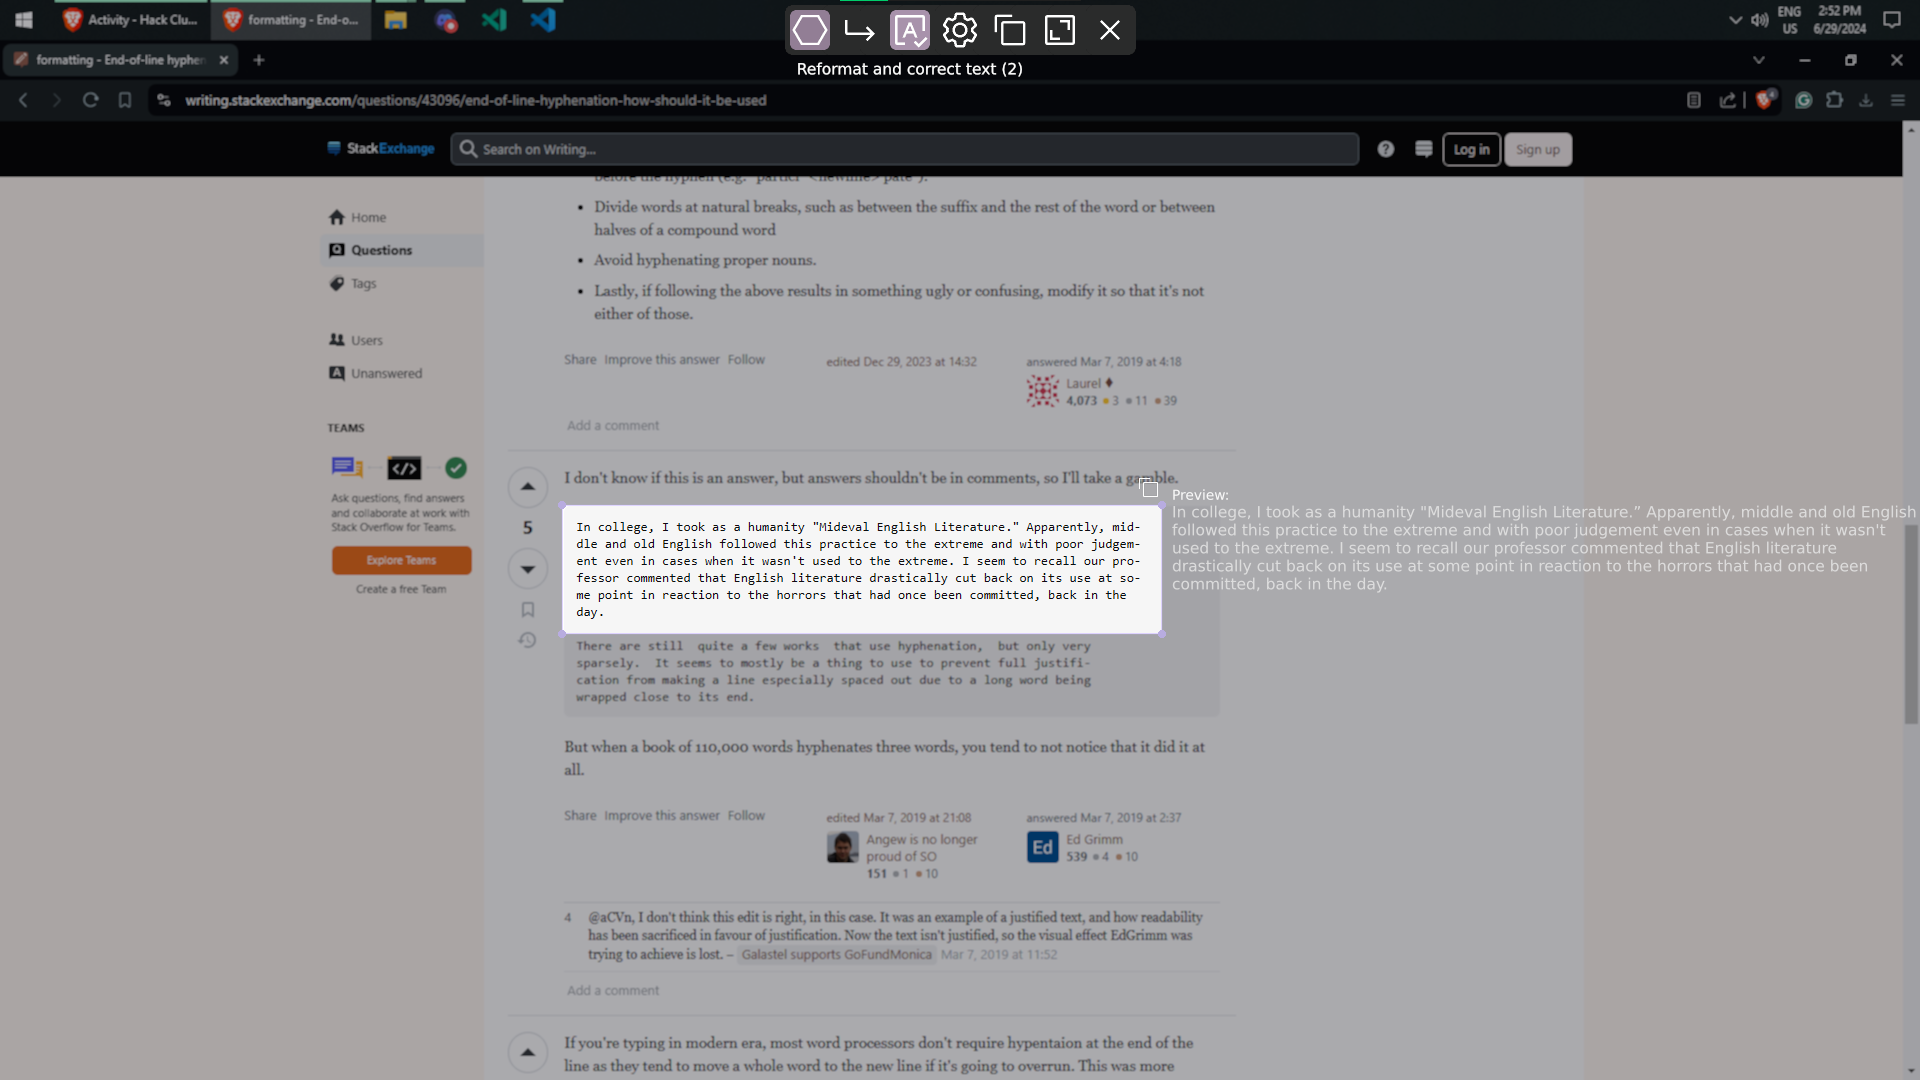 Activity - Hack Clu...
formatting - End-o...
ENG
US
2:52 PM
6/29/2024
Reformat and correct text (2)
formatting - End-of-line hyphen
writing.stackexchange.com/questions/43096/end-of-line-hyphenation-how-should-it-be-used
StackExchange
Search on Writing...
Log in
Sign up
before the hyphen (e.g. "partici-<newline>pate").
Home
Questions
Tags
Users
Unanswered
TEAMS
Ask questions, find answers
and collaborate at work with
Stack Overflow for Teams.
Explore Teams
Create a free Team
• Divide words at natural breaks, such as between the suffix and the rest of the word or between
halves of a compound word
• Avoid hyphenating proper nouns.
• Lastly, if following the above results in something ugly or confusing, modify it so that it's not
either of those.
Share Improve this answer Follow
edited Dec 29, 2023 at 14:32
answered Mar 7, 2019 at 4:18
Laurel ♦
4,073 3 11 39
Add a comment
5
I don't know if this is an answer, but answers shouldn't be in comments, so I'll take a gamble.
In college, I took as a humanity "Mideval English Literature." Apparently, mid-
dle and old English followed this practice to the extreme and with poor judgem-
ent even in cases when it wasn't used to the extreme. I seem to recall our pro-
fessor commented that English literature drastically cut back on its use at so-
me point in reaction to the horrors that had once been committed, back in the
day.
Preview:
In college, I took as a humanity "Mideval English Literature.” Apparently, middle and old English
followed this practice to the extreme and with poor judgement even in cases when it wasn't
used to the extreme. I seem to recall our professor commented that English literature
drastically cut back on its use at some point in reaction to the horrors that had once been
committed, back in the day.
There are still quite a few works that use hyphenation, but only very
sparsely. It seems to mostly be a thing to use to prevent full justifi-
cation from making a line especially spaced out due to a long word being
wrapped close to its end.
But when a book of 110,000 words hyphenates three words, you tend to not notice that it did it at
all.
Share Improve this answer Follow
edited Mar 7, 2019 at 21:08
Angew is no longer
proud of SO
151 1 10
answered Mar 7, 2019 at 2:37
Ed
Ed Grimm
539 4 10
4 @aCVn, I don't think this edit is right, in this case. It was an example of a justified text, and how readability
has been sacrificed in favour of justification. Now the text isn't justified, so the visual effect EdGrimm was
trying to achieve is lost. – Galastel supports GoFundMonica Mar 7, 2019 at 11:52
Add a comment
If you're typing in modern era, most word processors don't require hypentaion at the end of the
line as they tend to move a whole word to the new line if it's going to overrun. This was more